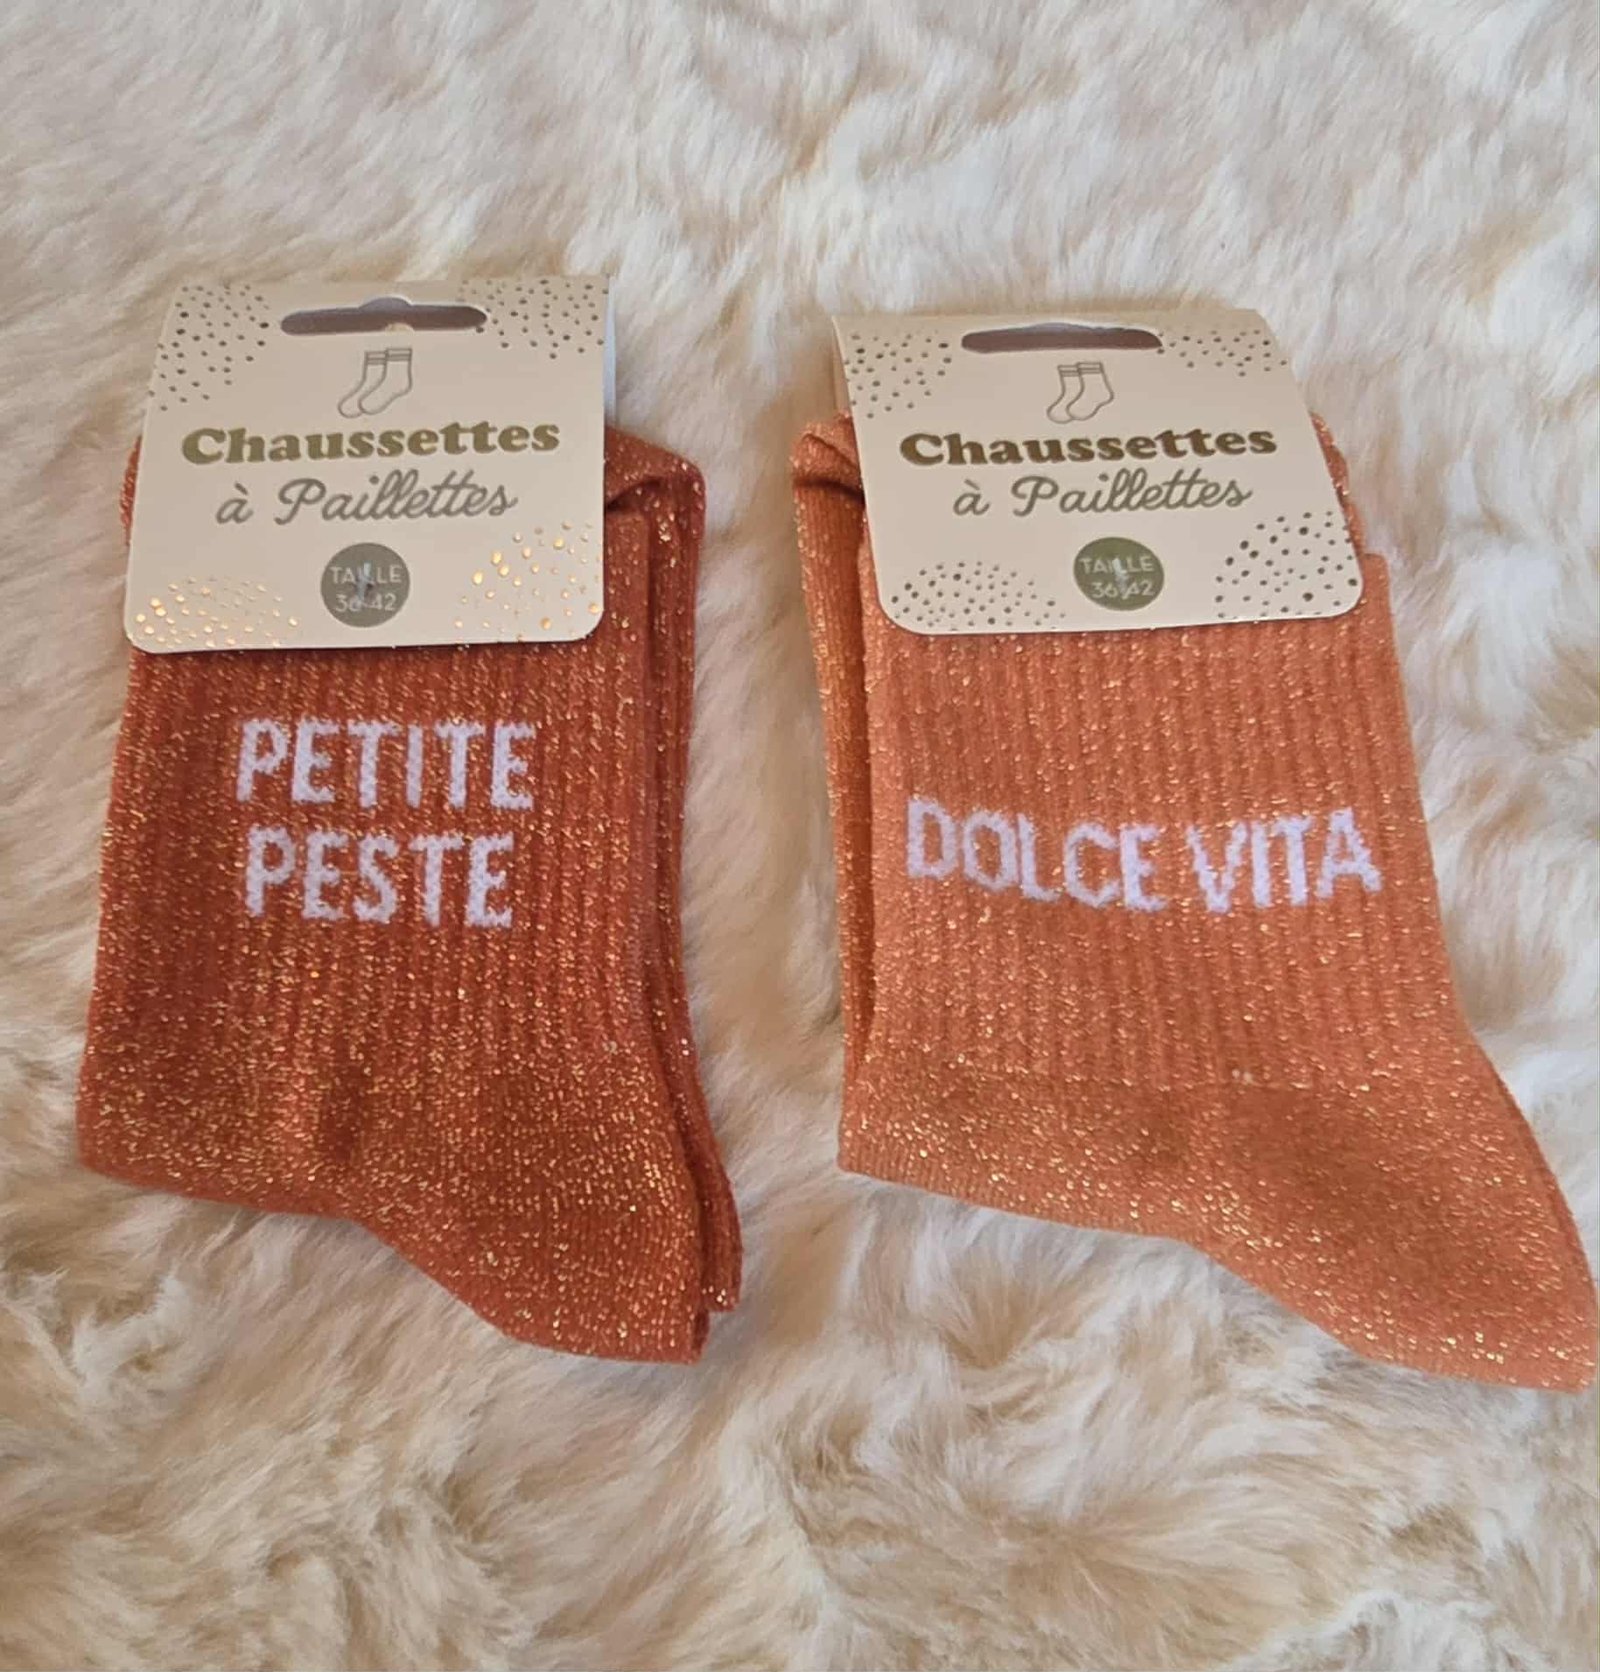 Chaussettes
à Paillettes
TAILLE
36/42
PETITE
PESTE
Chaussettes
à Paillettes
TAILLE
36/42
DOLCE VITA